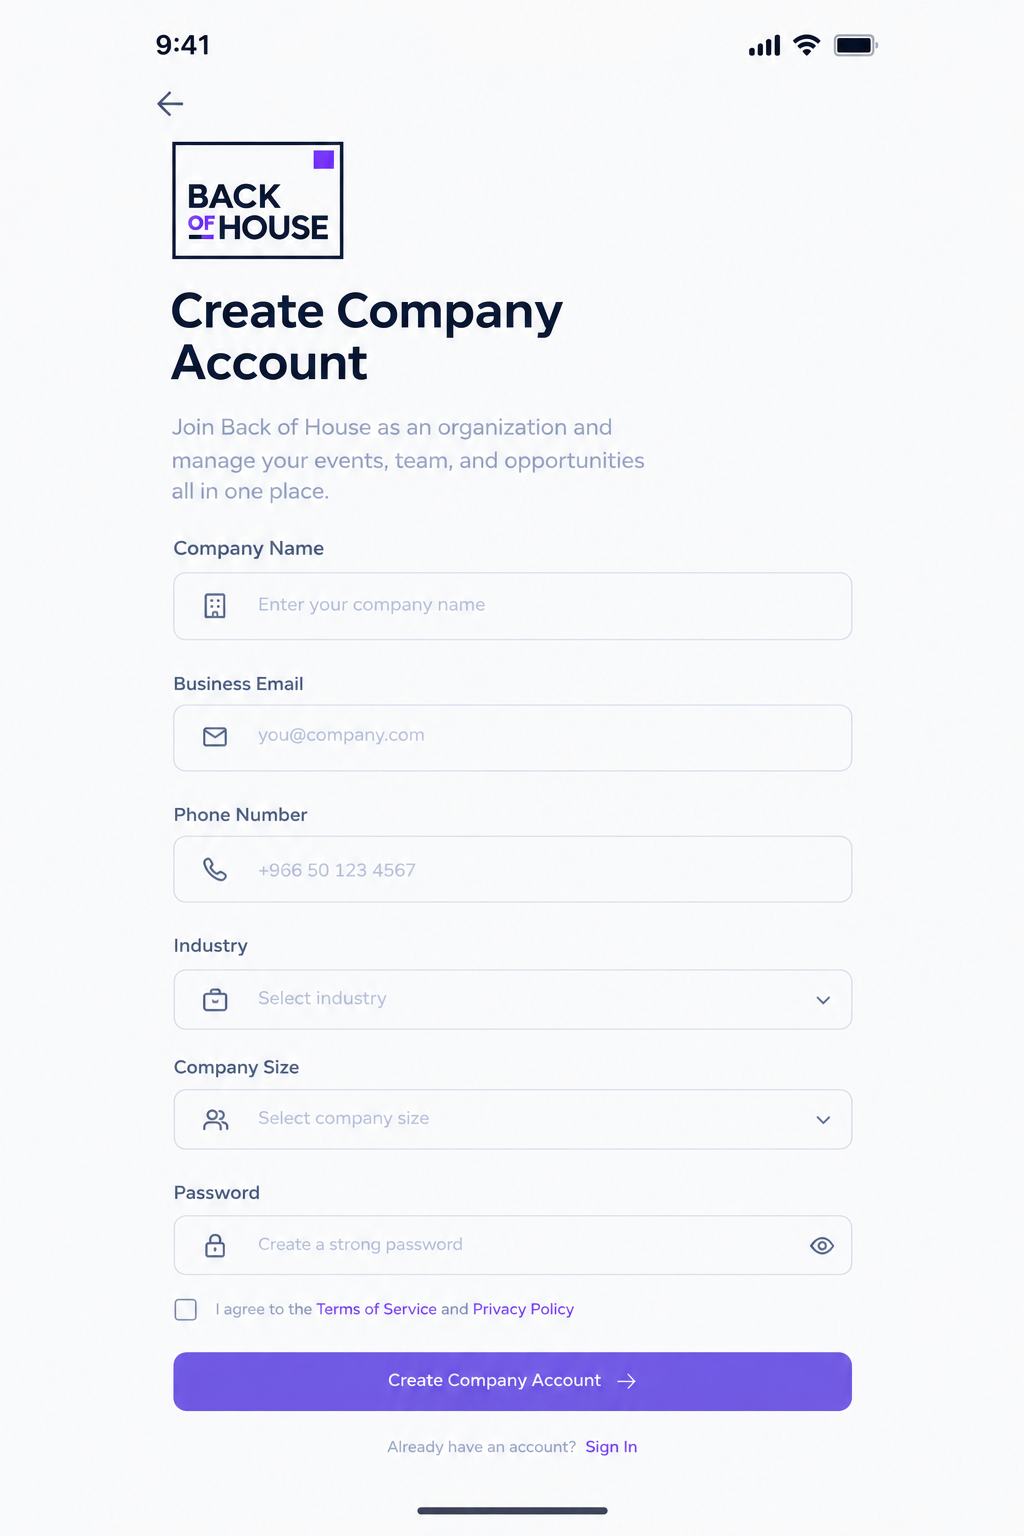 9:41
BACK
OF HOUSE
Create Company
Account
Join Back of House as an organization and
manage your events, team, and opportunities
all in one place.
Company Name
Enter your company name
Business Email
you@company.com
Phone Number
+966 50 123 4567
Industry
Select industry
Company Size
Select company size
Password
Create a strong password
I agree to the Terms of Service and Privacy Policy
Create Company Account
Already have an account? Sign In